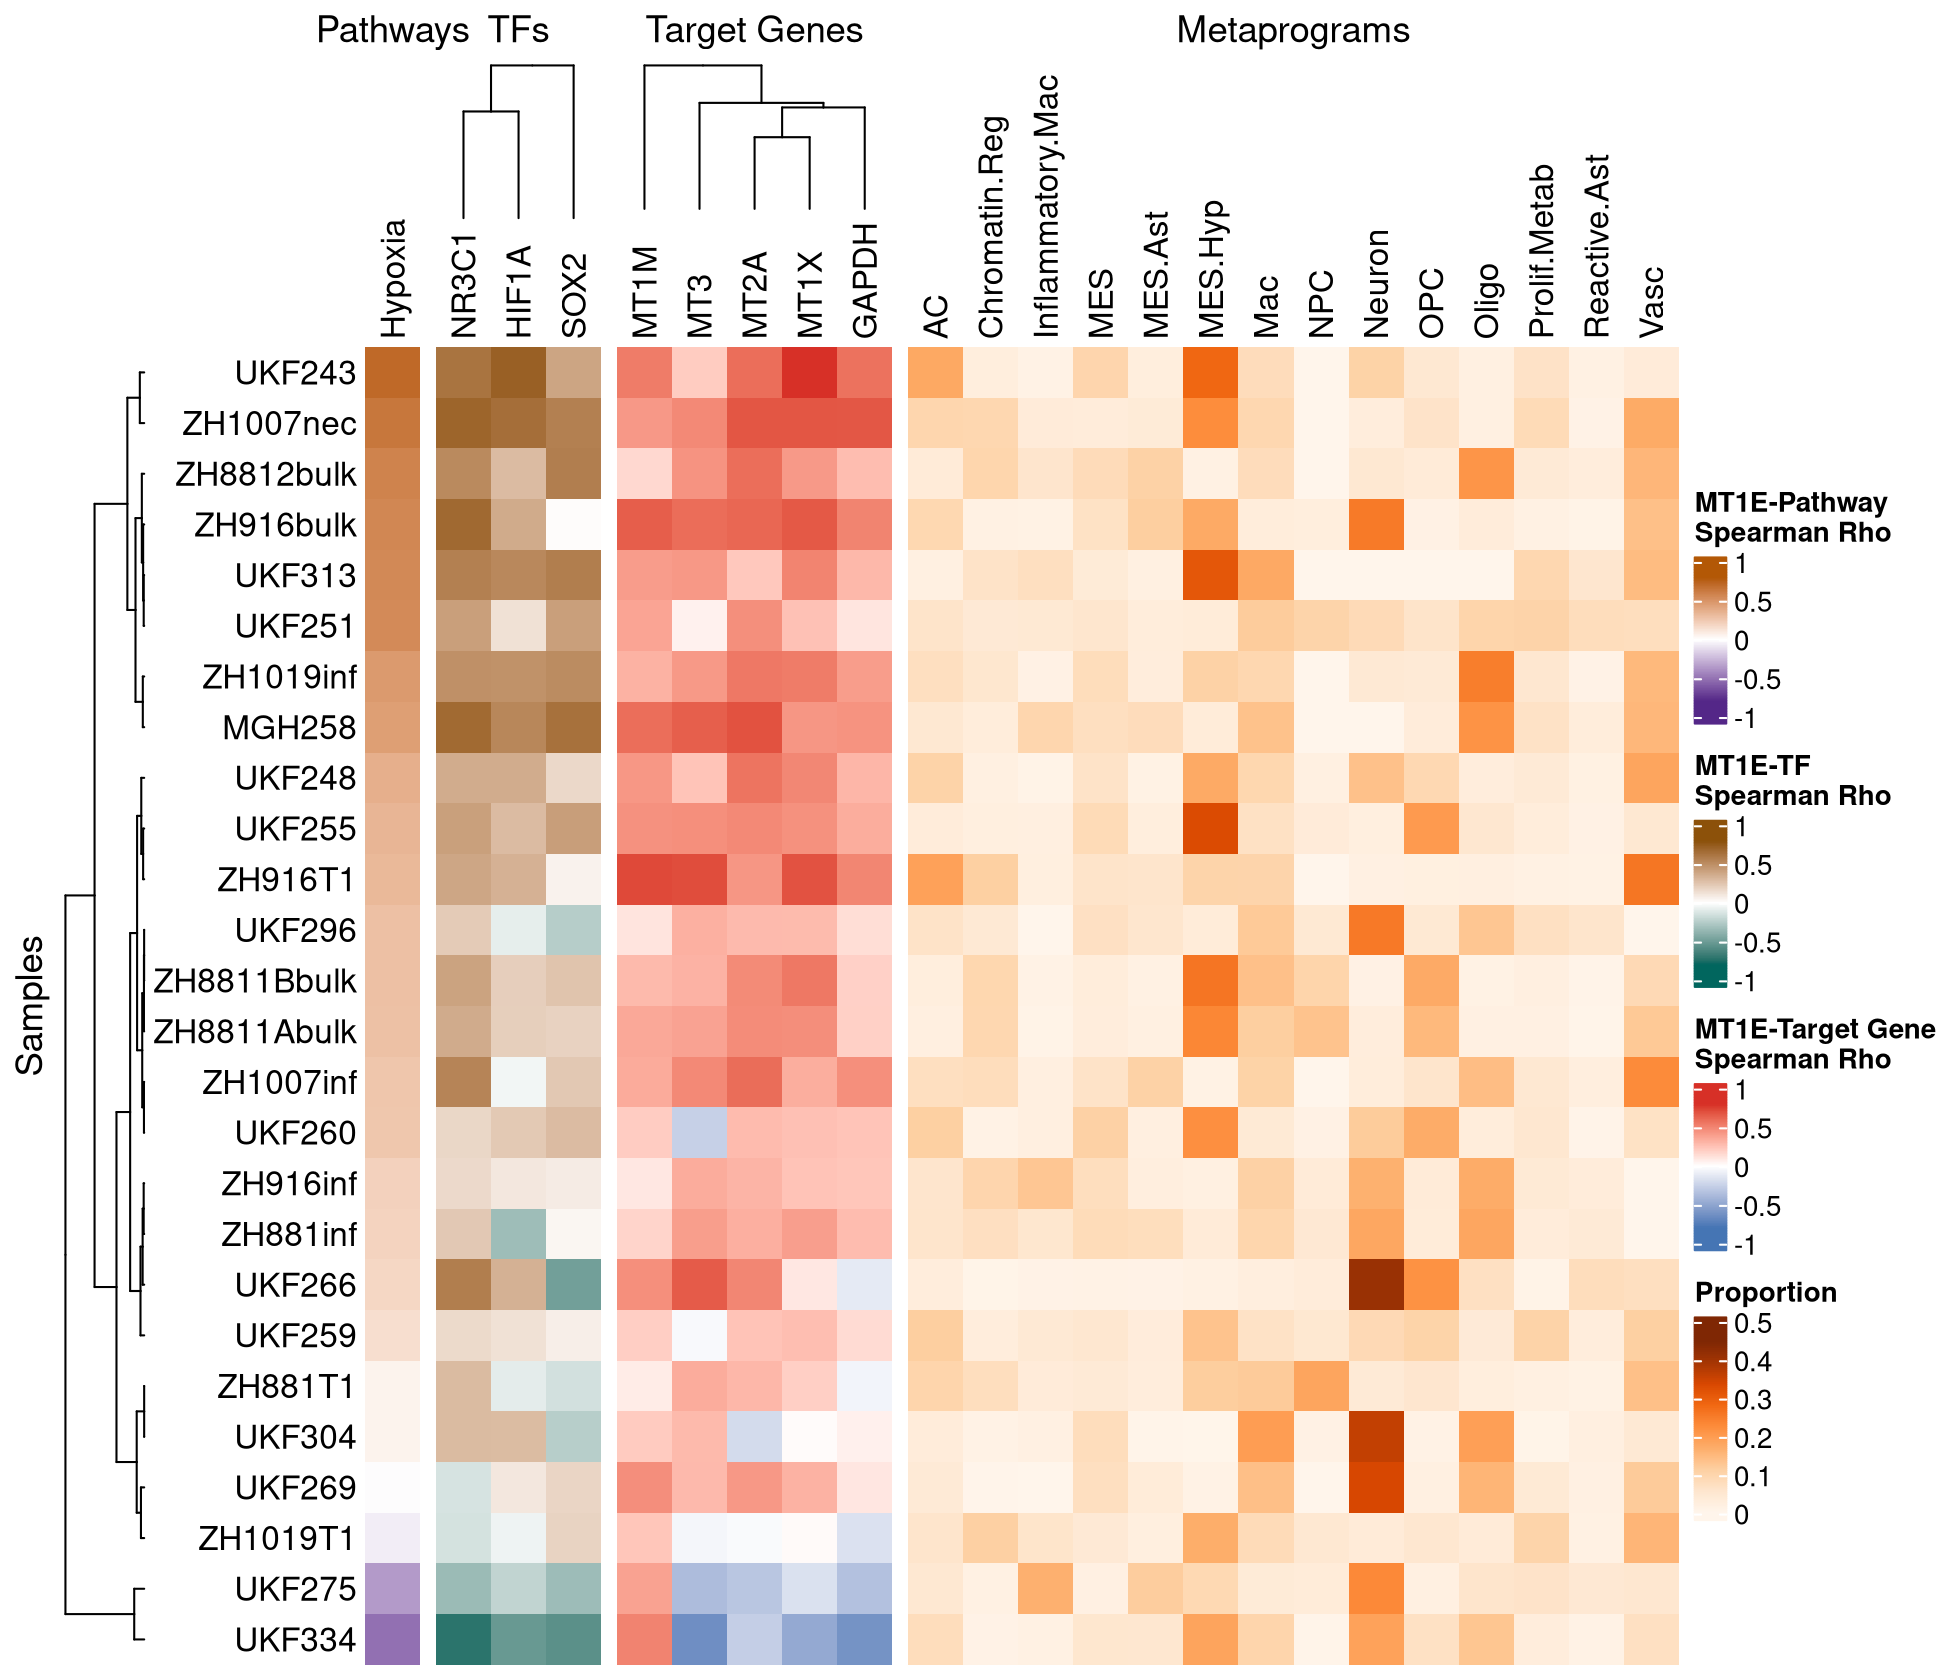 Pathways TFs Target Genes Metaprograms
Hypoxia
NR3C1
HIF1A
SOX2
MT1M
MT3
MT2A
MT1X
GAPDH
AC
Chromatin.Reg
Inflammatory.Mac
MES
MES.Ast
MES.Hyp
Mac
NPC
Neuron
OPC
Oligo
Prolif.Metab
Reactive.Ast
Vasc
Samples
UKF243
ZH1007nec
ZH8812bulk
ZH916bulk
UKF313
UKF251
ZH1019inf
MGH258
UKF248
UKF255
ZH916T1
UKF296
ZH8811Bbulk
ZH8811Abulk
ZH1007inf
UKF260
ZH916inf
ZH881inf
UKF266
UKF259
ZH881T1
UKF304
UKF269
ZH1019T1
UKF275
UKF334
MT1E-Pathway
Spearman Rho
1
0.5
0
-0.5
-1
MT1E-TF
Spearman Rho
1
0.5
0
-0.5
-1
MT1E-Target Gene
Spearman Rho
1
0.5
0
-0.5
-1
Proportion
0.5
0.4
0.3
0.2
0.1
0